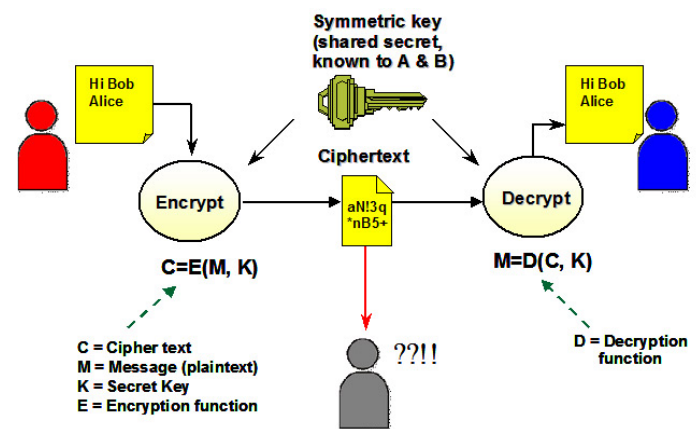 Symmetric key
(shared secret,
known to A & B)
Hi Bob
Alice
Hi Bob
Alice
Ciphertext
Encrypt
aN!3q
*nB5+
Decrypt
C=E(M, K)
M=D(C, K)
C = Cipher text
M = Message (plaintext)
K = Secret Key
E = Encryption function
??!!
D = Decryption
function